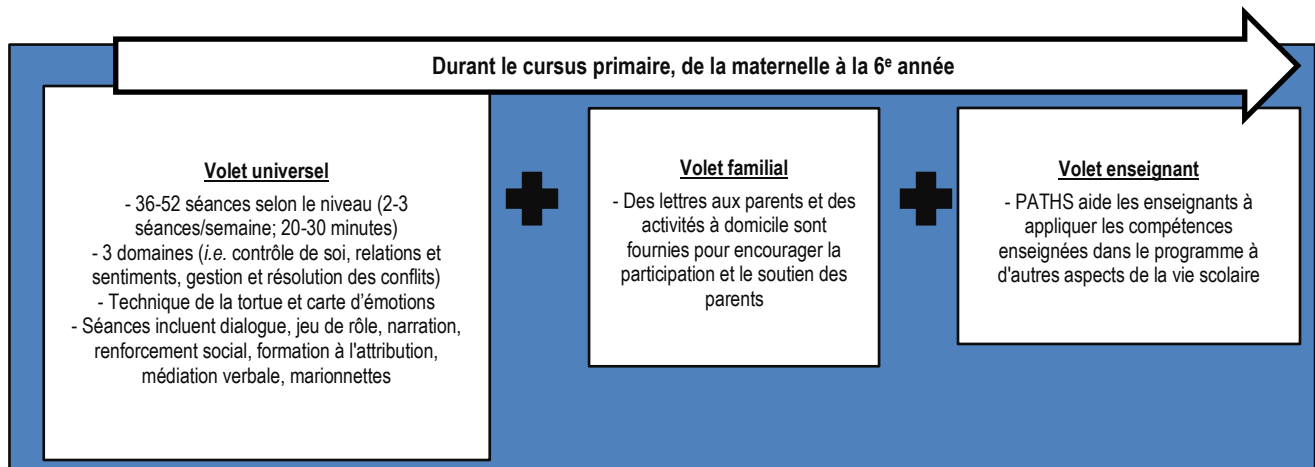 Durant le cursus primaire, de la maternelle à la 6e année
Volet universel
- 36-52 séances selon le niveau (2-3
séances/semaine; 20-30 minutes)
- 3 domaines (i.e. contrôle de soi, relations et
sentiments, gestion et résolution des conflits)
- Technique de la tortue et carte d'émotions
- Séances incluent dialogue, jeu de rôle, narration,
renforcement social, formation à l'attribution,
médiation verbale, marionnettes
Volet familial
- Des lettres aux parents et des
activités à domicile sont
fournies pour encourager la
participation et le soutien des
parents
Volet enseignant
- PATHS aide les enseignants à
appliquer les compétences
enseignées dans le programme à
d'autres aspects de la vie scolaire